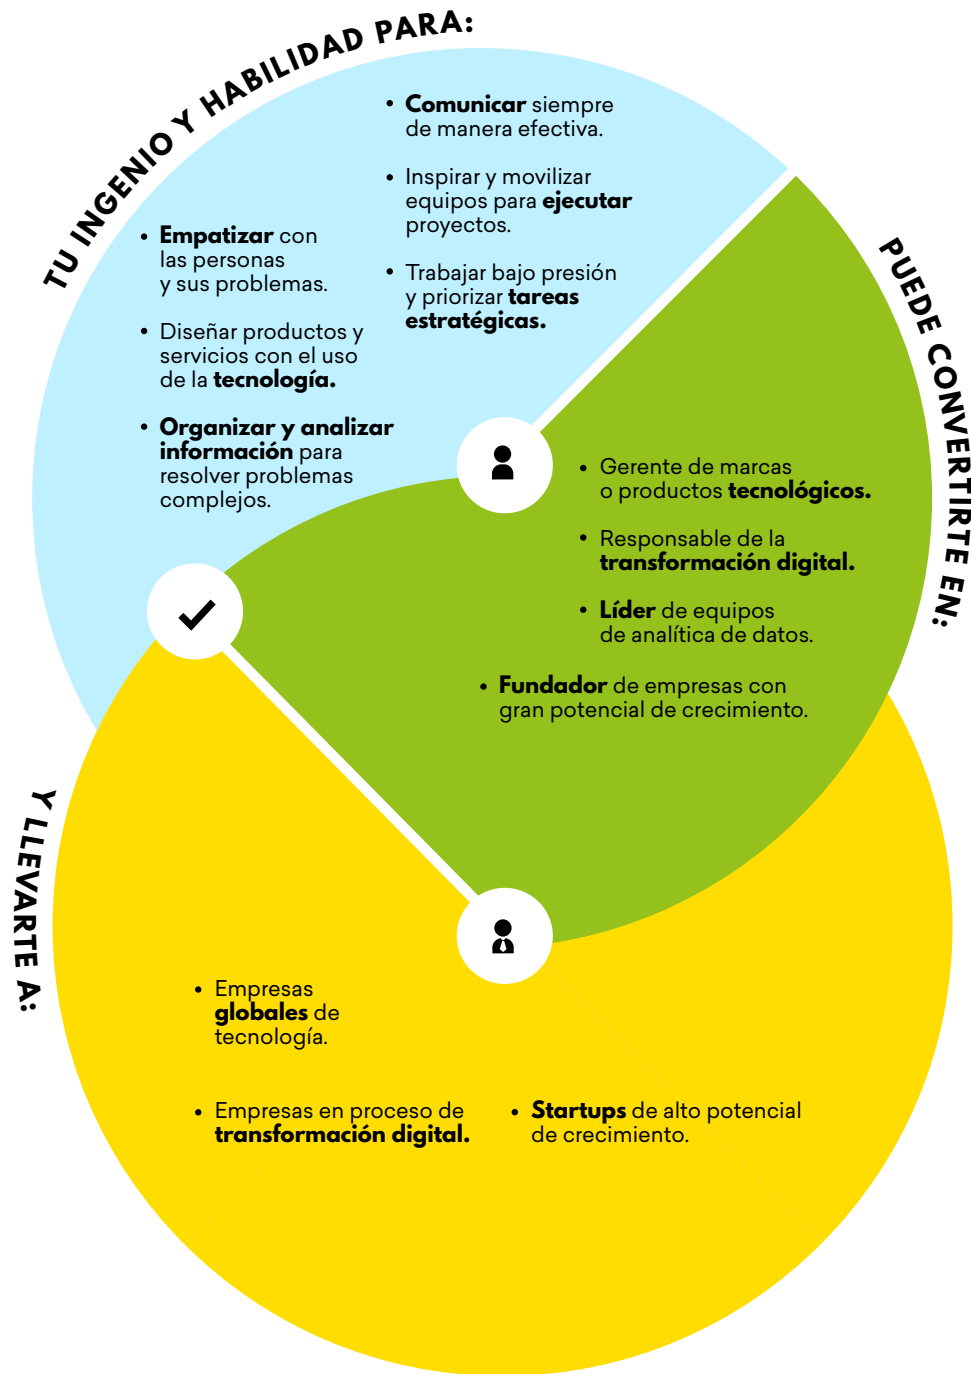 TU INGENIO Y HABILIDAD PARA:
• Empatizar con
las personas
y sus problemas.
• Diseñar productos y
servicios con el uso
de la tecnología.
• Organizar y analizar
información para
resolver problemas
complejos.
• Comunicar siempre
de manera efectiva.
• Inspirar y movilizar
equipos para ejecutar
proyectos.
• Trabajar bajo presión
y priorizar tareas
estratégicas.
PUEDE CONVERTIRTE EN:
• Gerente de marcas
o productos tecnológicos.
• Responsable de la
transformación digital.
• Líder de equipos
de analítica de datos.
• Fundador de empresas con
gran potencial de crecimiento.
Y LLEVARTE A:
• Empresas
globales de
tecnología.
• Empresas en proceso de
transformación digital.
• Startups de alto potencial
de crecimiento.